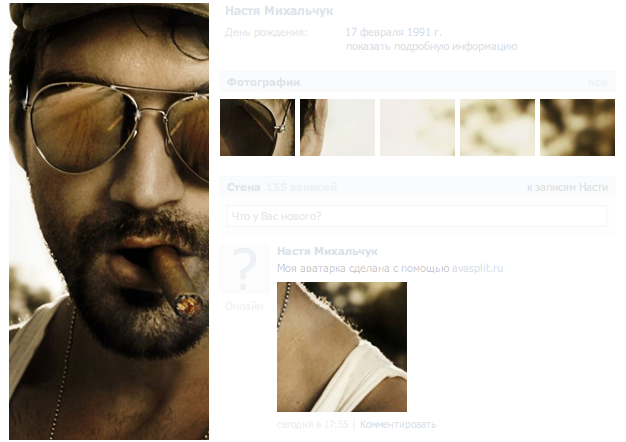 Настя Михальчук
День рождения: 17 февраля 1991 г.
показать подробную информацию
Фотографии все
Стена 155 записей к записям Насти
Что у Вас нового?
Настя Михальчук
Моя аватарка сделана с помощью avasplit.ru
?
Онлайн
сегодня в 17:55 | Комментировать